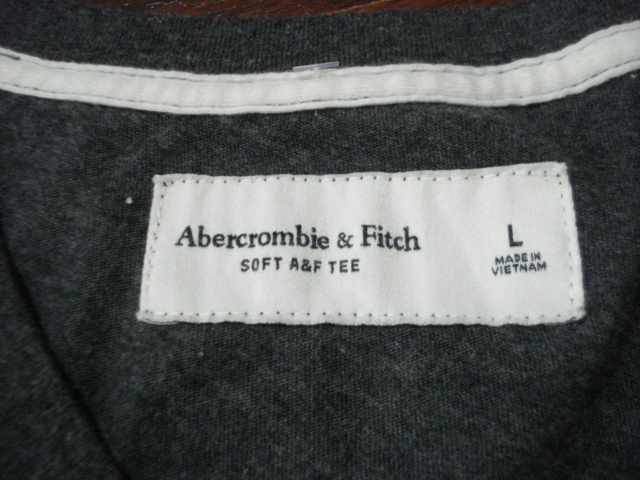 Abercrombie & Fitch
SOFT A&F TEE
L
MADE IN
VIETNAM